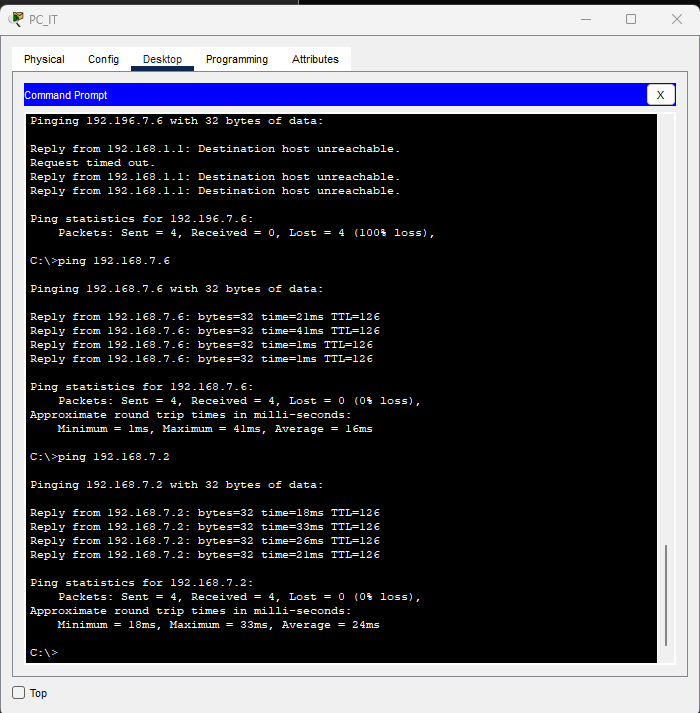 PC_IT
Physical Config Desktop Programming Attributes
Command Prompt X
Pinging 192.196.7.6 with 32 bytes of data:
Reply from 192.168.1.1: Destination host unreachable.
Request timed out.
Reply from 192.168.1.1: Destination host unreachable.
Reply from 192.168.1.1: Destination host unreachable.
Ping statistics for 192.196.7.6:
Packets: Sent = 4, Received = 0, Lost = 4 (100% loss),
C:\>ping 192.168.7.6
Pinging 192.168.7.6 with 32 bytes of data:
Reply from 192.168.7.6: bytes=32 time=21ms TTL=126
Reply from 192.168.7.6: bytes=32 time=41ms TTL=126
Reply from 192.168.7.6: bytes=32 time=1ms TTL=126
Reply from 192.168.7.6: bytes=32 time=1ms TTL=126
Ping statistics for 192.168.7.6:
Packets: Sent = 4, Received = 4, Lost = 0 (0% loss),
Approximate round trip times in milli-seconds:
Minimum = 1ms, Maximum = 41ms, Average = 16ms
C:\>ping 192.168.7.2
Pinging 192.168.7.2 with 32 bytes of data:
Reply from 192.168.7.2: bytes=32 time=18ms TTL=126
Reply from 192.168.7.2: bytes=32 time=33ms TTL=126
Reply from 192.168.7.2: bytes=32 time=26ms TTL=126
Reply from 192.168.7.2: bytes=32 time=21ms TTL=126
Ping statistics for 192.168.7.2:
Packets: Sent = 4, Received = 4, Lost = 0 (0% loss),
Approximate round trip times in milli-seconds:
Minimum = 18ms, Maximum = 33ms, Average = 24ms
C:\>
Top